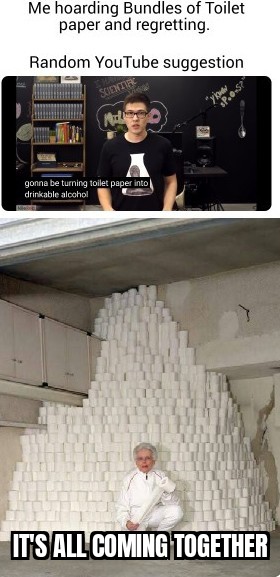 Me hoarding Bundles of Toilet
paper and regretting.
Random YouTube suggestion
SCIENTIFIC
gonna be turning toilet paper into
drinkable alcohol
IT'S ALL COMING TOGETHER